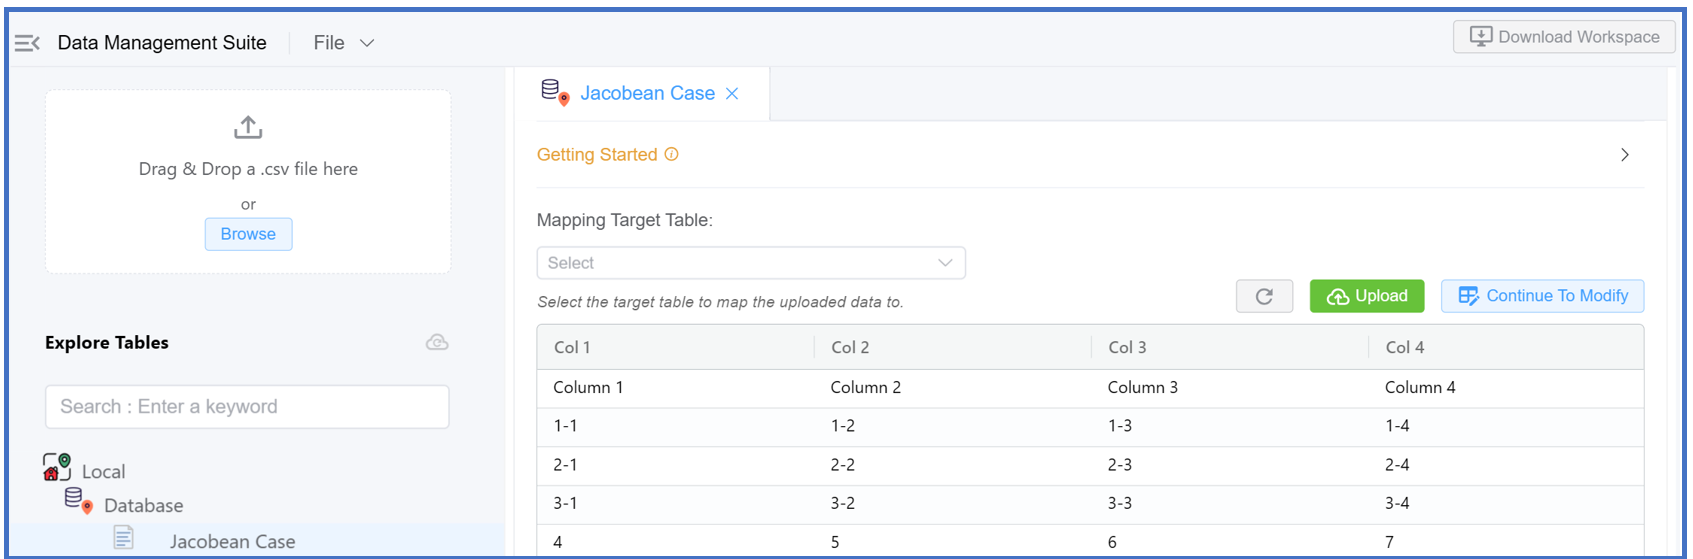 Data Management Suite
File
Download Workspace
Drag & Drop a .csv file here
or
Browse
Explore Tables
Search : Enter a keyword
Local
Database
Jacobean Case
Jacobean Case
Getting Started
Mapping Target Table:
Select
Select the target table to map the uploaded data to.
Upload
Continue To Modify
Col 1 Col 2 Col 3 Col 4
Column 1 Column 2 Column 3 Column 4
1-1 1-2 1-3 1-4
2-1 2-2 2-3 2-4
3-1 3-2 3-3 3-4
4 5 6 7